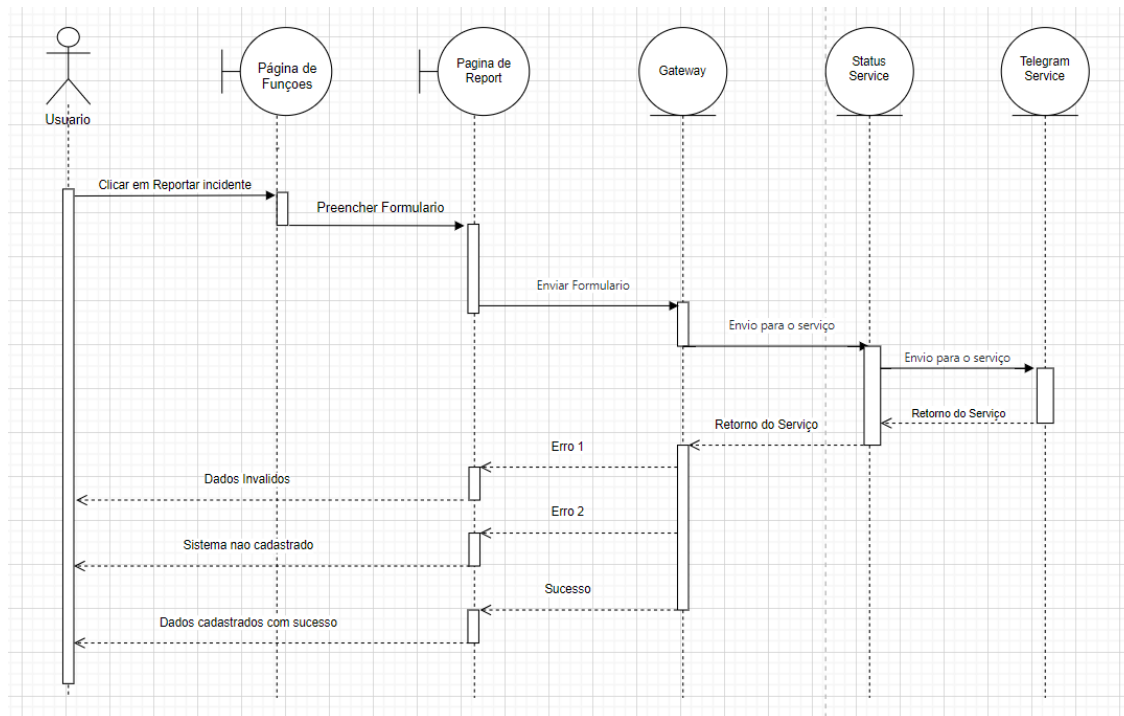 Usuario
Página de
Funçoes
Pagina de
Report
Gateway
Status
Service
Telegram
Service
Clicar em Reportar incidente
Preencher Formulario
Enviar Formulario
Envio para o serviço
Envio para o serviço
Retorno do Serviço
Retorno do Serviço
Erro 1
Dados Invalidos
Erro 2
Sistema nao cadastrado
Sucesso
Dados cadastrados com sucesso